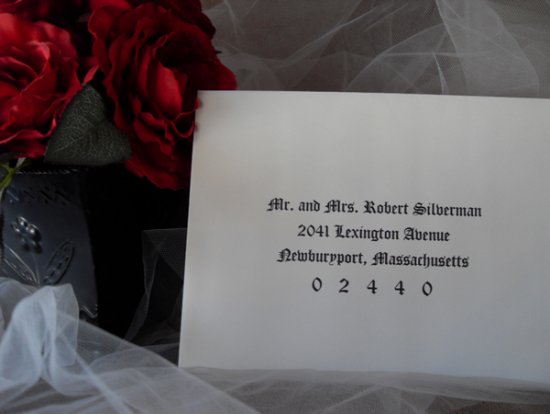 Mr. and Mrs. Robert Silverman
2041 Lexington Avenue
Newburyport, Massachusetts
0 2 4 4 0